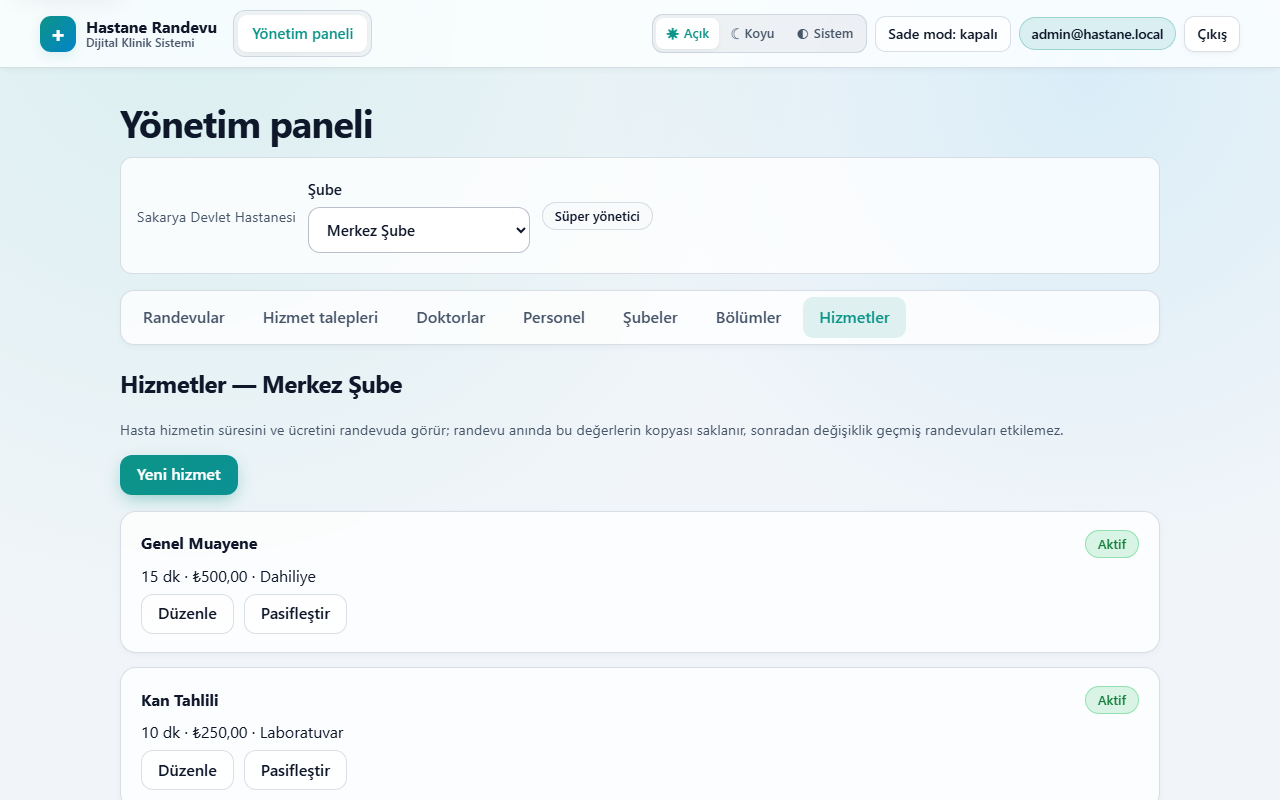 Hastane Randevu
Dijital Klinik Sistemi
Yönetim paneli
Açık
Koyu
Sistem
Sade mod: kapalı
admin@hastane.local
Çıkış
Yönetim paneli
Sakarya Devlet Hastanesi
Şube
Merkez Şube
Süper yönetici
Randevular
Hizmet talepleri
Doktorlar
Personel
Şubeler
Bölümler
Hizmetler
Hizmetler — Merkez Şube
Hasta hizmetin süresini ve ücretini randevuda görür; randevu anında bu değerlerin kopyası saklanır, sonradan değişiklik geçmiş randevuları etkilemez.
Yeni hizmet
Genel Muayene
Aktif
15 dk · ₺500,00 · Dahiliye
Düzenle
Pasifleştir
Kan Tahlili
Aktif
10 dk · ₺250,00 · Laboratuvar
Düzenle
Pasifleştir